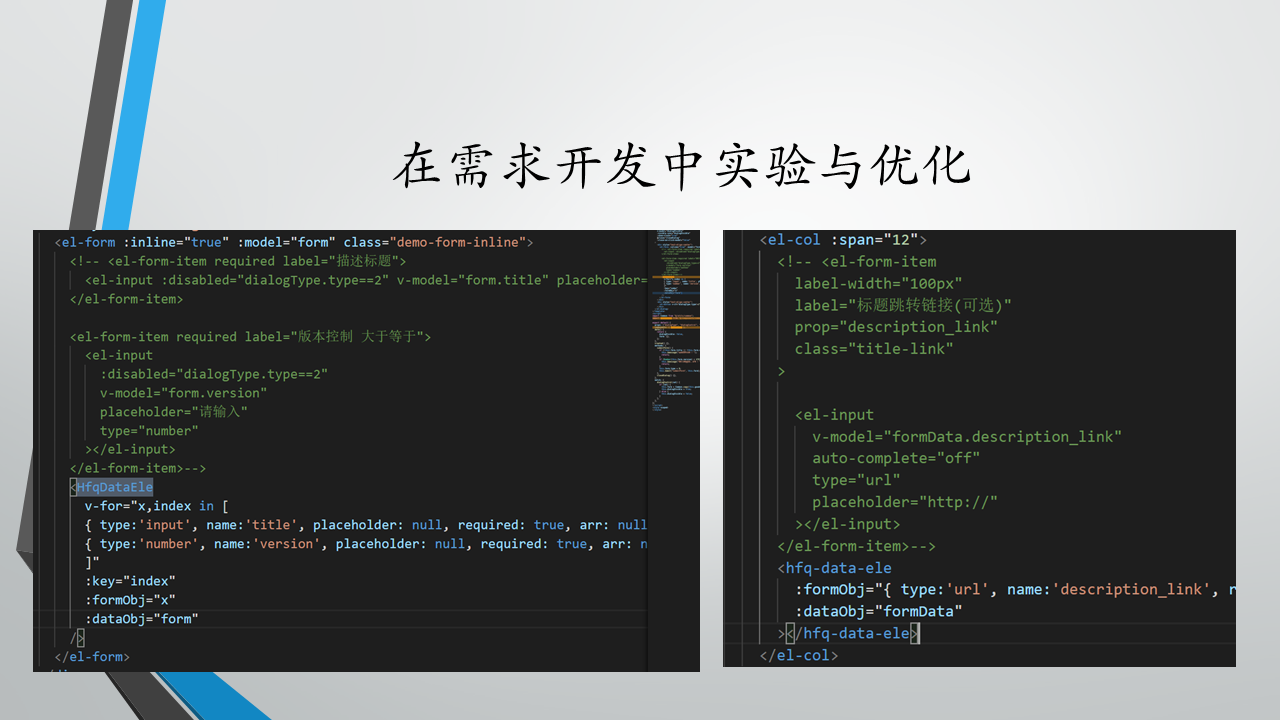 在需求开发中实验与优化
<el-form :inline="true" :model="form" class="demo-form-inline">
<!-- <el-form-item required label="描述标题">
<el-input :disabled="dialogType.type==2" v-model="form.title" placeholder=
</el-form-item>
<el-form-item required label="版本控制 大于等于">
<el-input
:disabled="dialogType.type==2"
v-model="form.version"
placeholder="请输入"
type="number"
></el-input>
</el-form-item>-->
<HfqDataEle
v-for="x,index in [
{ type:'input', name:'title', placeholder: null, required: true, arr: null
{ type:'number', name:'version', placeholder: null, required: true, arr: n
]"
:key="index"
:formObj="x"
:dataObj="form"
/>
</el-form>
<el-col :span="12">
<!-- <el-form-item
label-width="100px"
label="标题跳转链接(可选)"
prop="description_link"
class="title-link"
>
<el-input
v-model="formData.description_link"
auto-complete="off"
type="url"
placeholder="http://"
></el-input>
</el-form-item>-->
<hfq-data-ele
:formObj="{ type:'url', name:'description_link', r
:dataObj="formData"
></hfq-data-ele>
</el-col>